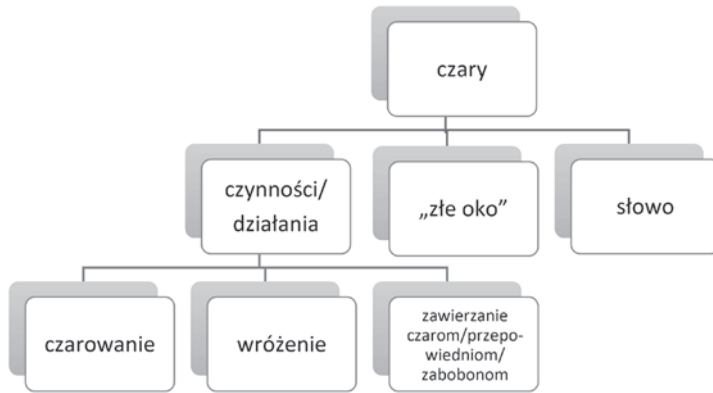 czary
czynności/
działania
„złe oko”
słowo
czarowanie
wróżenie
zawierzanie
czarom/przepo-
wiedniom/
zabobonom